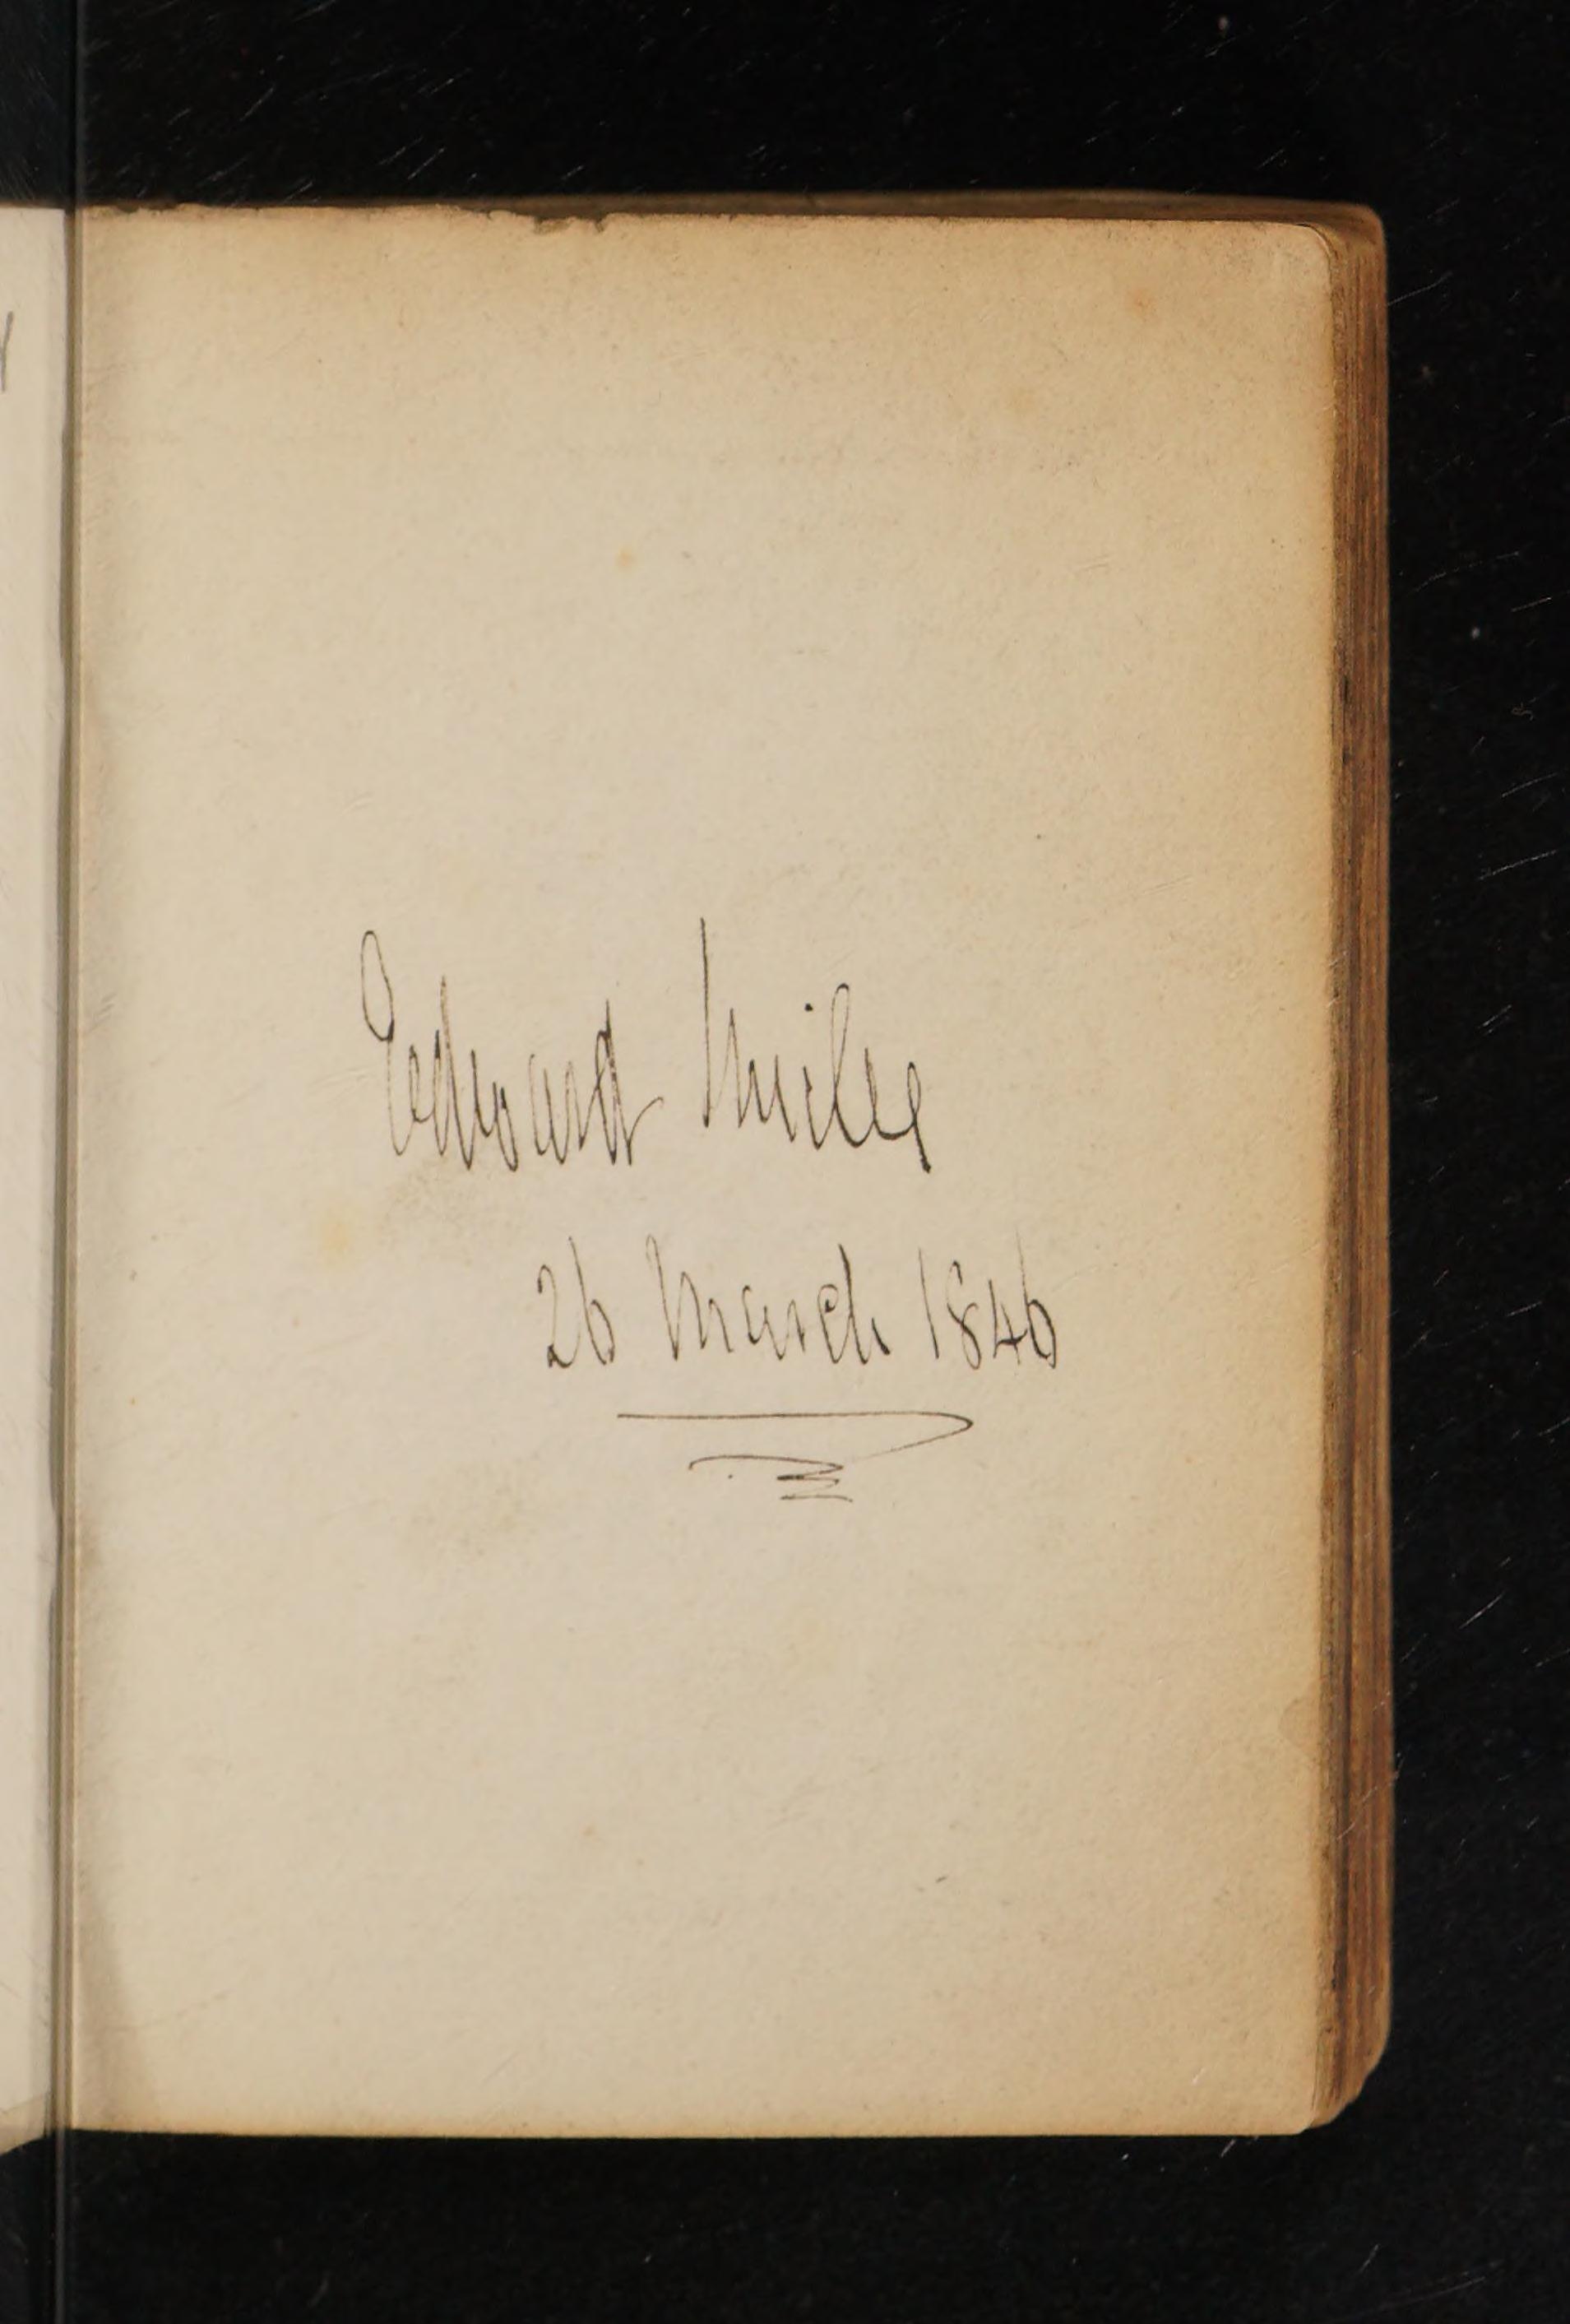 Edward Miller
26 March 1846